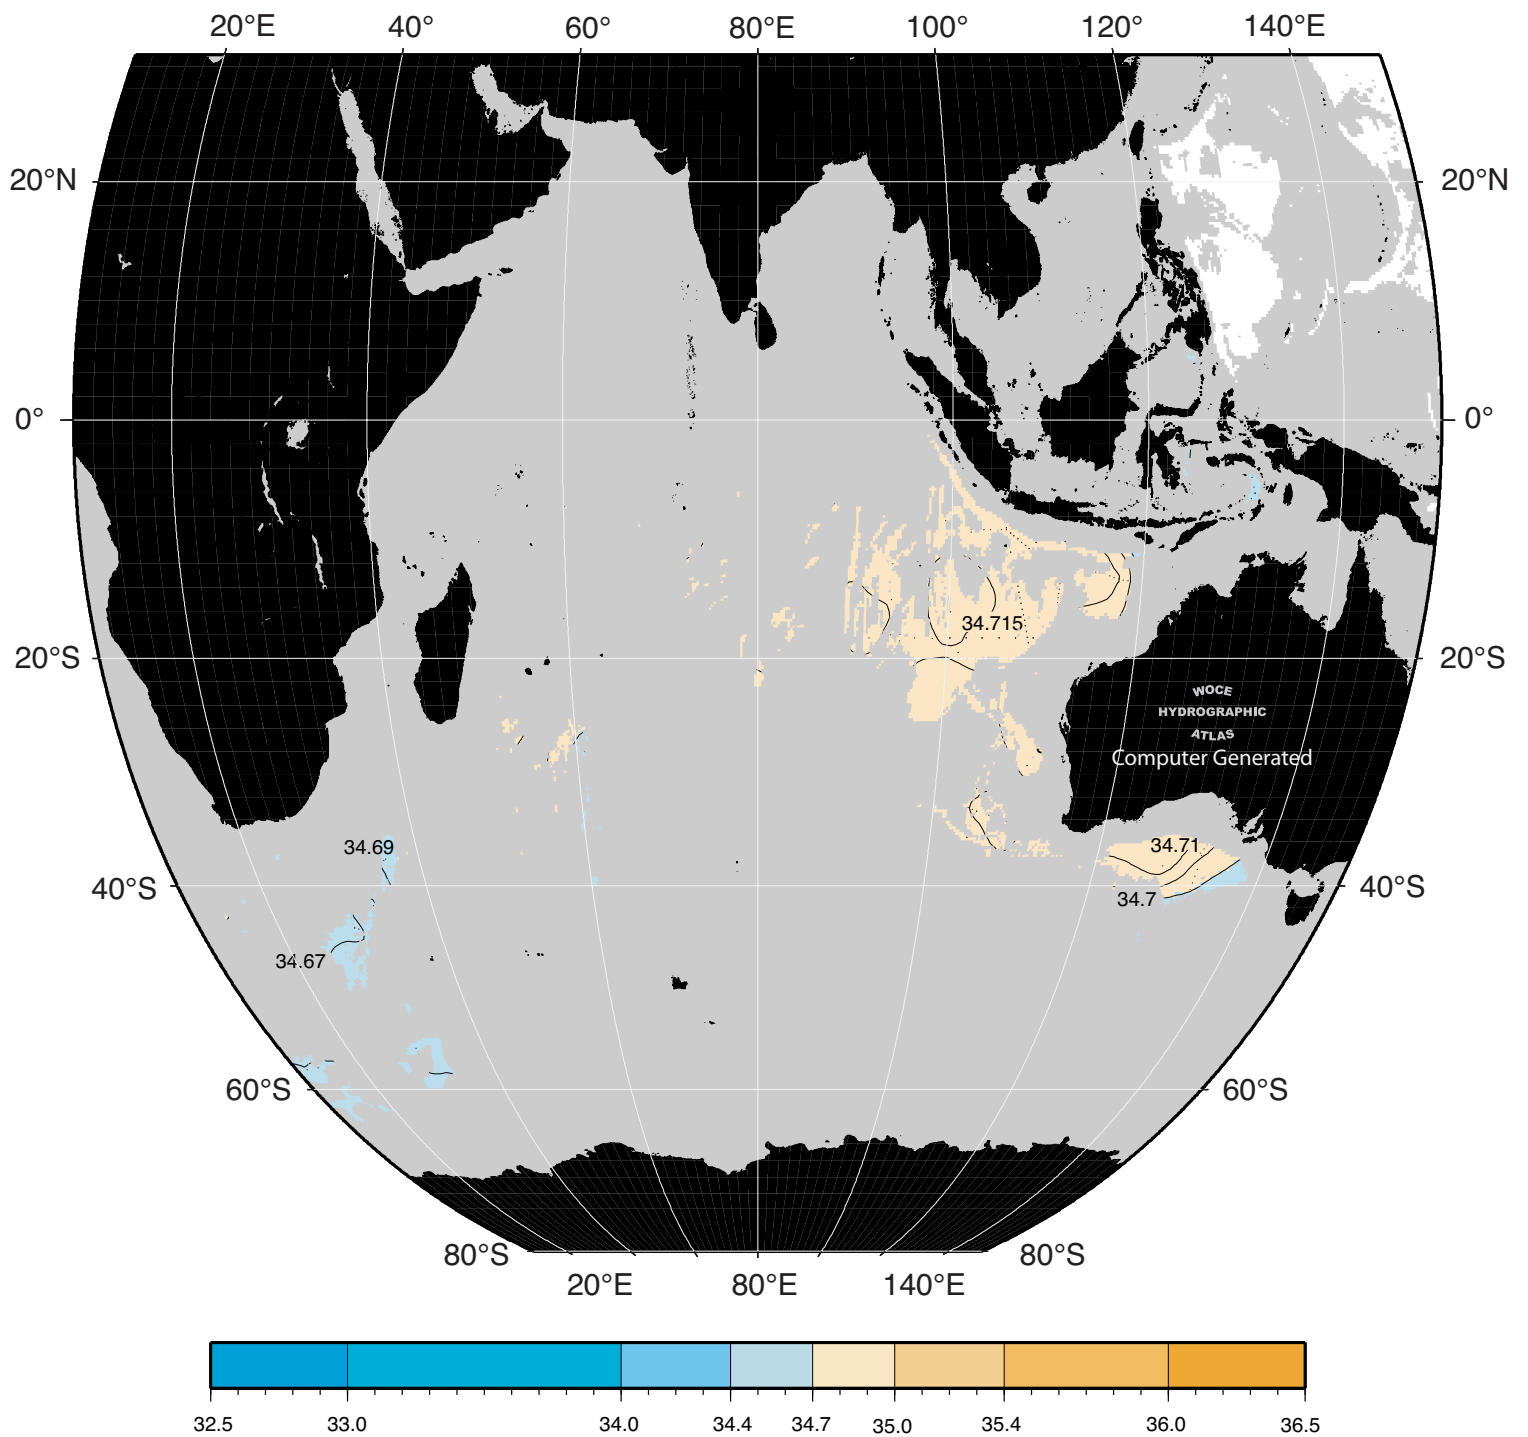 20°E 40° 60° 80°E 100° 120° 140°E
20°N 20°N
0° 0°
34.715
20°S 20°S
WOCE
HYDROGRAPHIC
ATLAS
Computer Generated
34.69 34.71
40°S 34.7 40°S
34.67
60°S 60°S
80°S 80°S
20°E 80°E 140°E
32.5 33.0 34.0 34.4 34.7 35.0 35.4 36.0 36.5